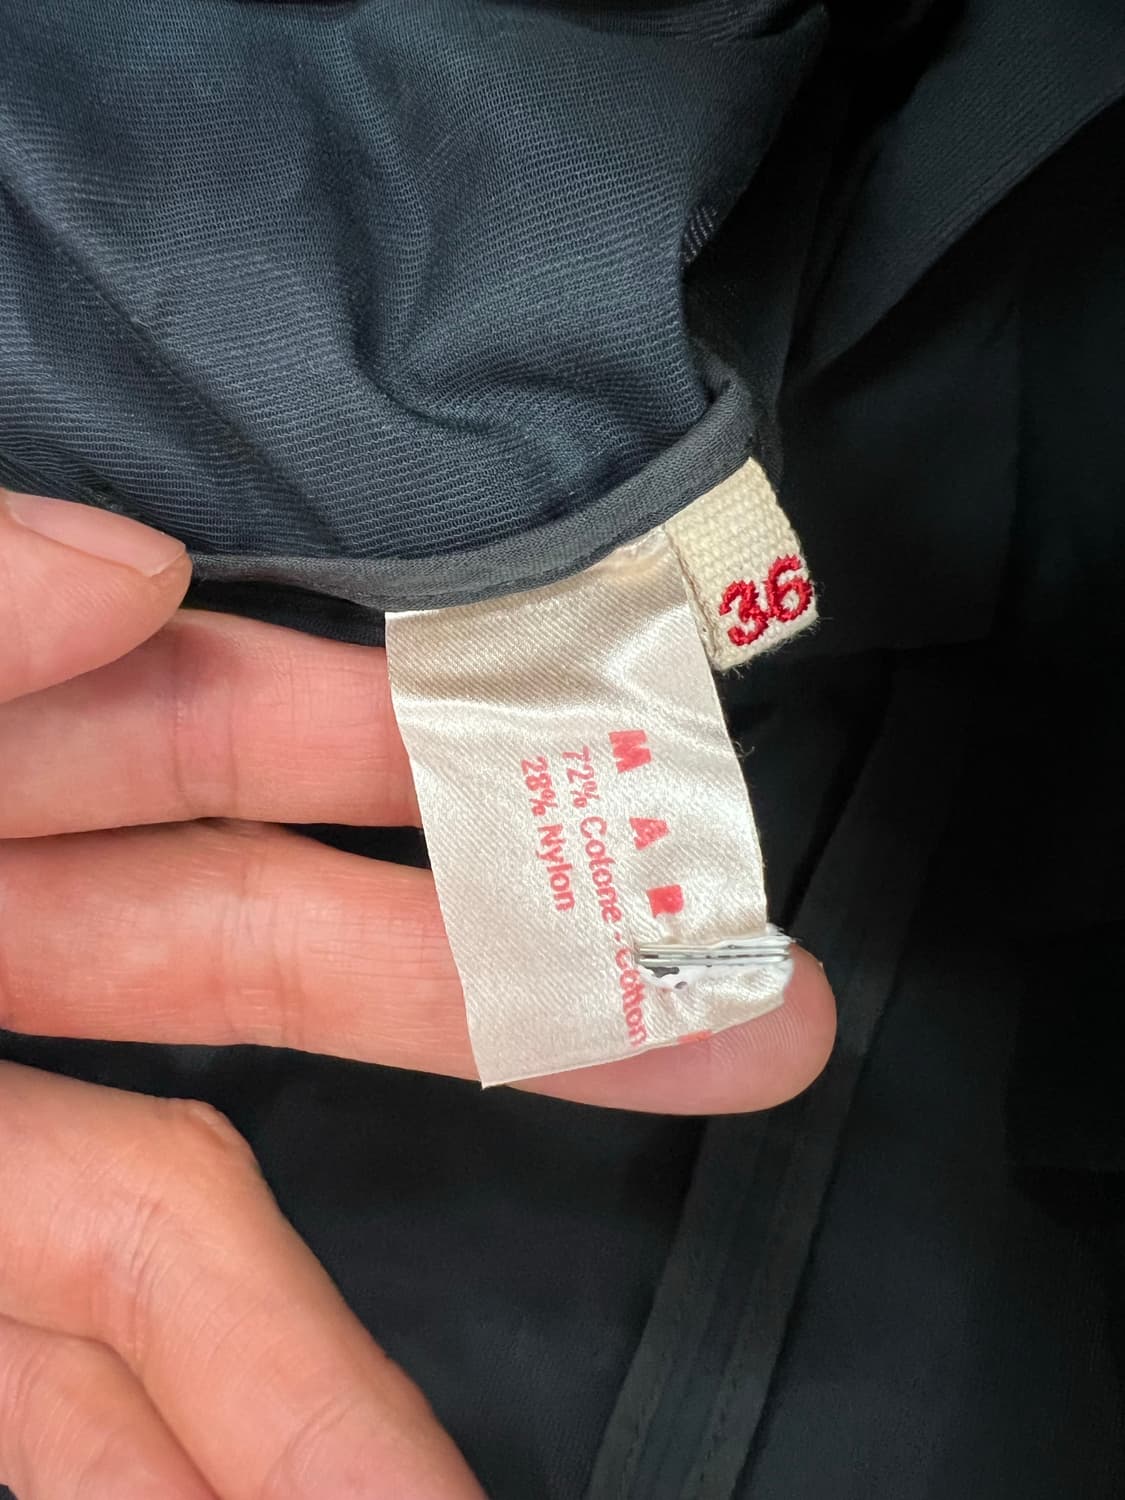 36
M A R
72% Cotone - Cotton
28% Nylon